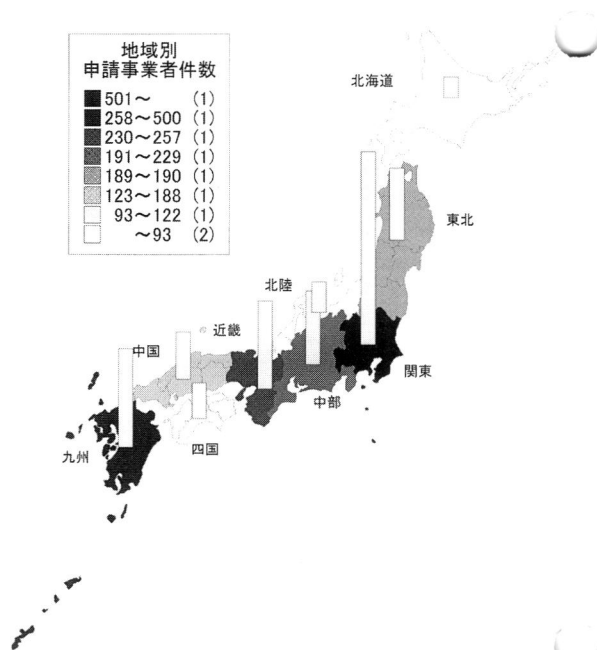 地域別
申請事業者件数
501～ (1)
258～500 (1)
230～257 (1)
191～229 (1)
189～190 (1)
123～188 (1)
93～122 (1)
～93 (2)
北海道
東北
北陸
近畿
中国
関東
中部
四国
九州